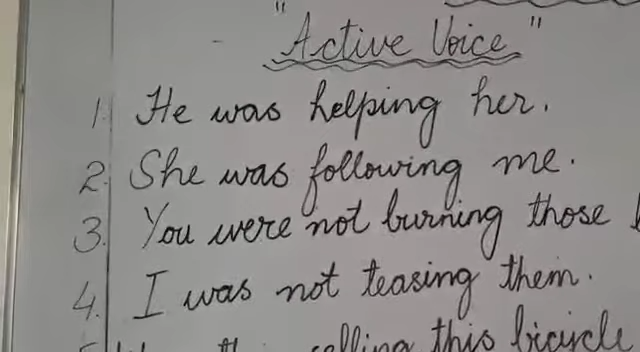 "Active Voice"
1. He was helping her.
2. She was following me.
3. You were not burning those
4. I was not teasing them.
this bicycle